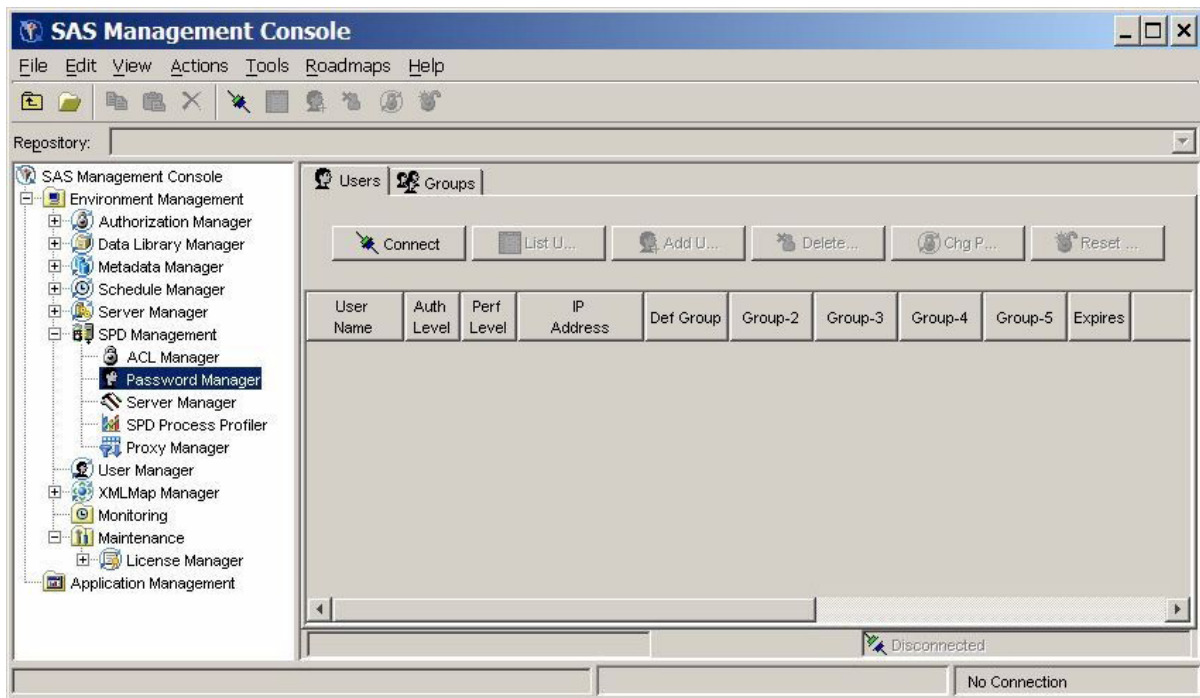 SAS Management Console
File Edit View Actions Tools Roadmaps Help
Repository:
SAS Management Console
Environment Management
Authorization Manager
Data Library Manager
Metadata Manager
Schedule Manager
Server Manager
SPD Management
ACL Manager
Password Manager
Server Manager
SPD Process Profiler
Proxy Manager
User Manager
XMLMap Manager
Monitoring
Maintenance
License Manager
Application Management
Users Groups
Connect List U... Add U... Delete... Chg P... Reset ...
User Name Auth Level Perf Level IP Address Def Group Group-2 Group-3 Group-4 Group-5 Expires
Disconnected
No Connection